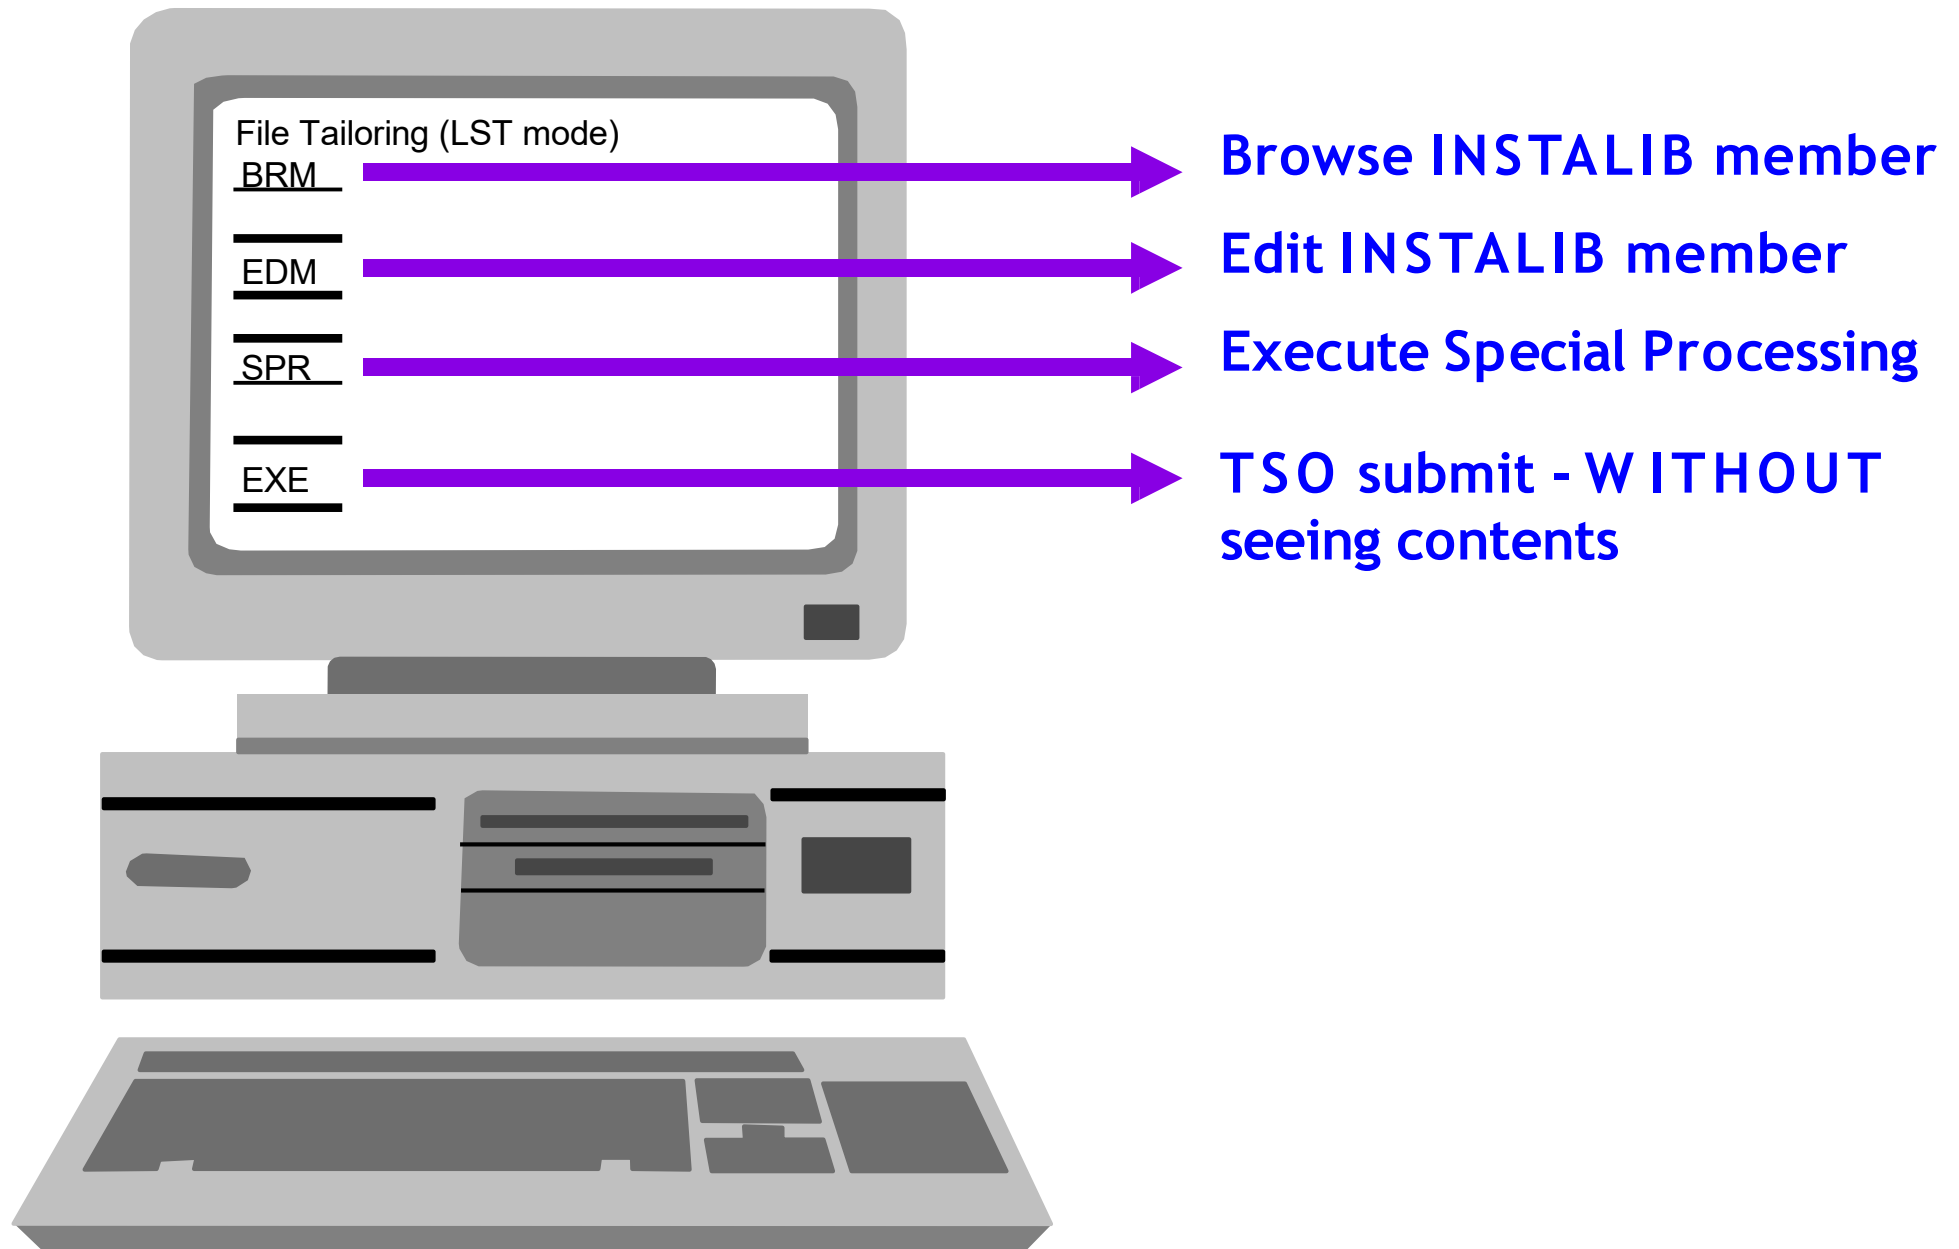 File Tailoring (LST mode)
BRM
Browse INSTALIB member
EDM
Edit INSTALIB member
SPR
Execute Special Processing
EXE
TSO submit - WITHOUT
seeing contents